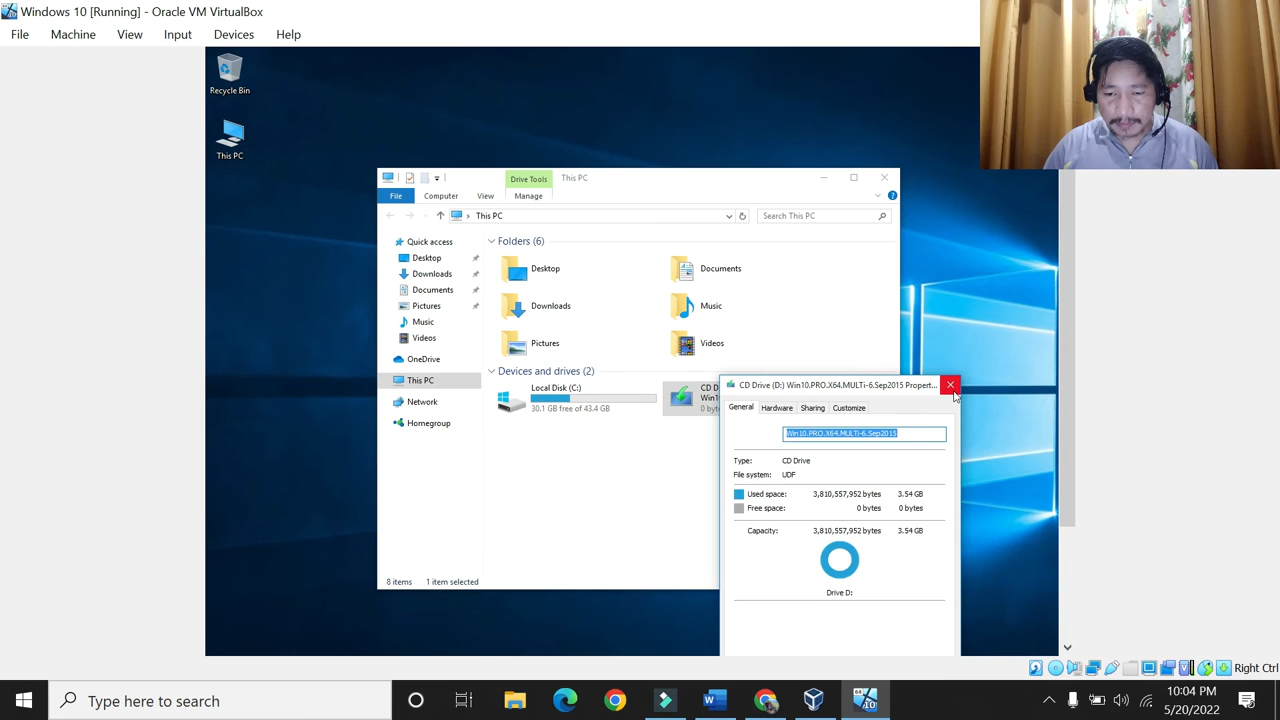 Windows 10 [Running] - Oracle VM VirtualBox
File Machine View Input Devices Help
Recycle Bin
This PC
Drive Tools This PC
File Computer View Manage
This PC
Search This PC
Quick access
Desktop
Downloads
Documents
Pictures
Music
Videos
OneDrive
This PC
Network
Homegroup
Folders (6)
Desktop
Documents
Downloads
Music
Pictures
Videos
Devices and drives (2)
Local Disk (C:)
30.1 GB free of 43.4 GB
CD D
Win10
0 byt
8 items 1 item selected
CD Drive (D:) Win10.PRO.X64.MULTi-6.Sep2015 Propert...
General Hardware Sharing Customize
Win10.PRO.X64.MULTi-6.Sep2015
Type: CD Drive
File system: UDF
Used space: 3,810,557,952 bytes 3.54 GB
Free space: 0 bytes 0 bytes
Capacity: 3,810,557,952 bytes 3.54 GB
Drive D:
Right Ctrl
Type here to search
64
10
10:04 PM
5/20/2022